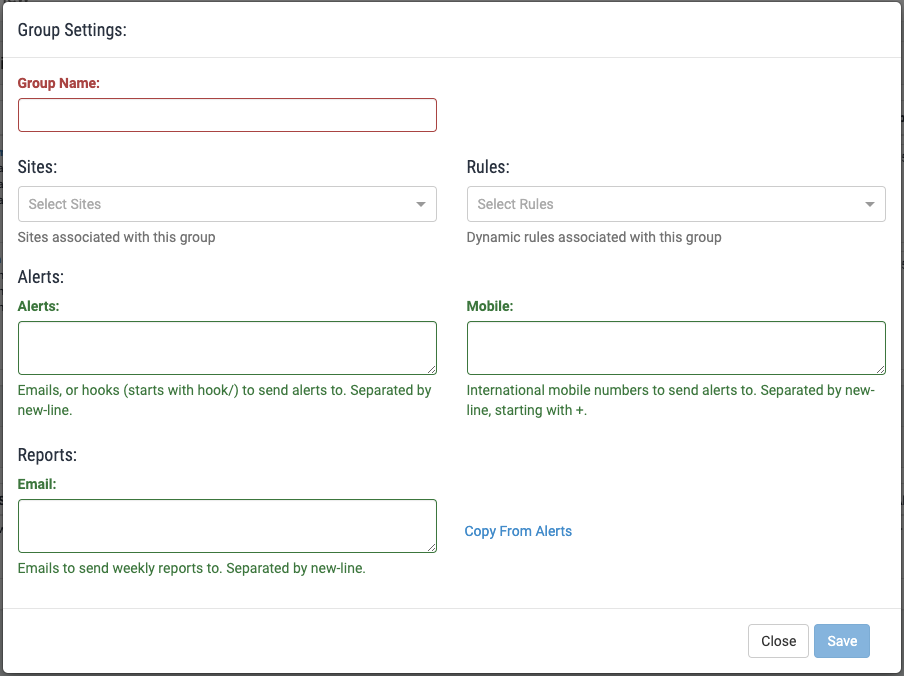 Group Settings:
Group Name:
Sites:
Rules:
Select Sites
Select Rules
Sites associated with this group
Dynamic rules associated with this group
Alerts:
Alerts:
Mobile:
Emails, or hooks (starts with hook/) to send alerts to. Separated by
new-line.
International mobile numbers to send alerts to. Separated by new-
line, starting with +.
Reports:
Email:
Copy From Alerts
Emails to send weekly reports to. Separated by new-line.
Close
Save